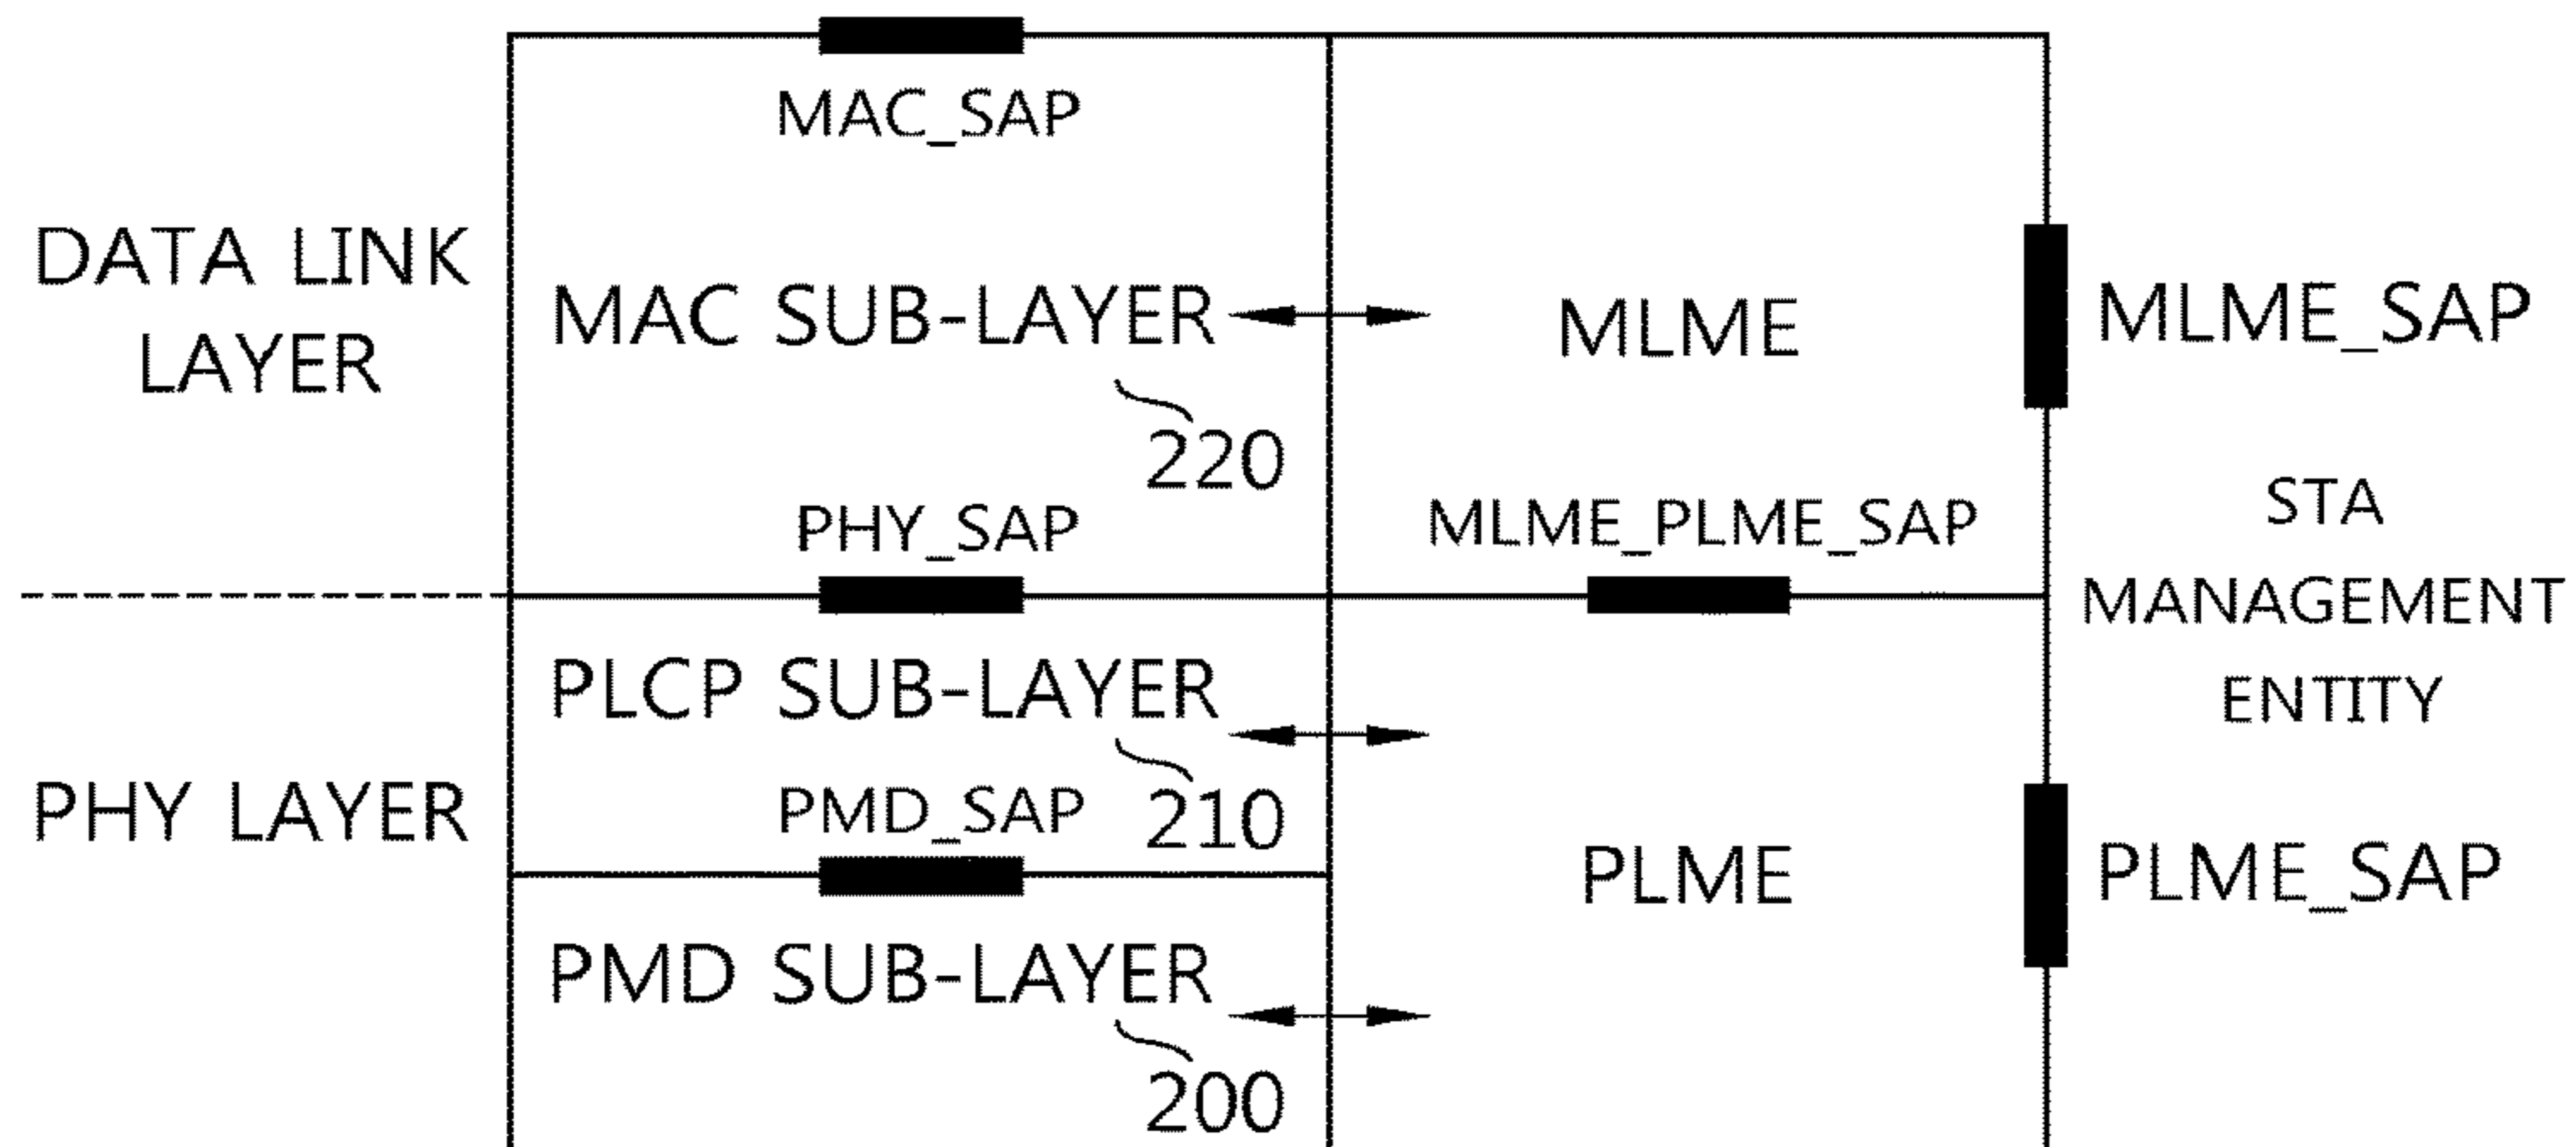 MAC_SAP
DATA LINK
LAYER
MAC SUB-LAYER
220
MLME
MLME_SAP
PHY_SAP
MLME_PLME_SAP
STA
MANAGEMENT
ENTITY
PHY LAYER
PLCP SUB-LAYER
210
PMD_SAP
PMD SUB-LAYER
200
PLME
PLME_SAP